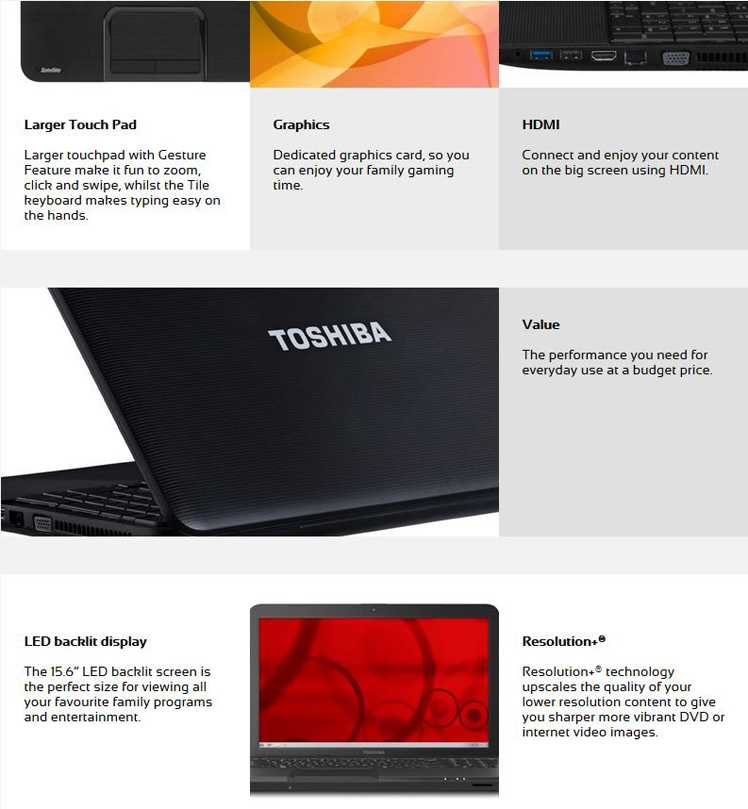 Satellite
Larger Touch Pad
Larger touchpad with Gesture
Feature make it fun to zoom,
click and swipe, whilst the Tile
keyboard makes typing easy on
the hands.
Graphics
Dedicated graphics card, so you
can enjoy your family gaming
time.
HDMI
Connect and enjoy your content
on the big screen using HDMI.
TOSHIBA
Value
The performance you need for
everyday use at a budget price.
LED backlit display
The 15.6” LED backlit screen is
the perfect size for viewing all
your favourite family programs
and entertainment.
TOSHIBA
Resolution+®
Resolution+® technology
upscales the quality of your
lower resolution content to give
you sharper more vibrant DVD or
internet video images.